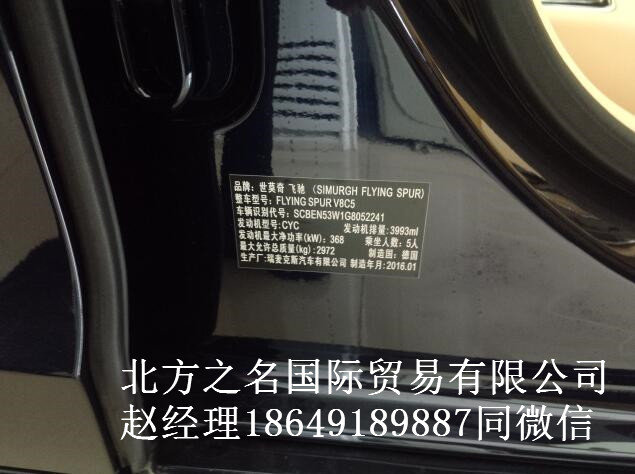 品牌：世莫奇 飞驰 （SIMURGH FLYING SPUR)
整车型号：FLYING SPUR V8C5
车辆识别代号：SCBEN53W1G8052241
发动机型号：CYC 发动机排量：3993ml
发动机最大净功率(kW)：368 乘坐人数：5人
最大允许总质量(kg)：2972 制造国：德国
生产厂：瑞麦克斯汽车有限公司 制造年月：2016.01
北方之名国际贸易有限公司
赵经理18649189887同微信